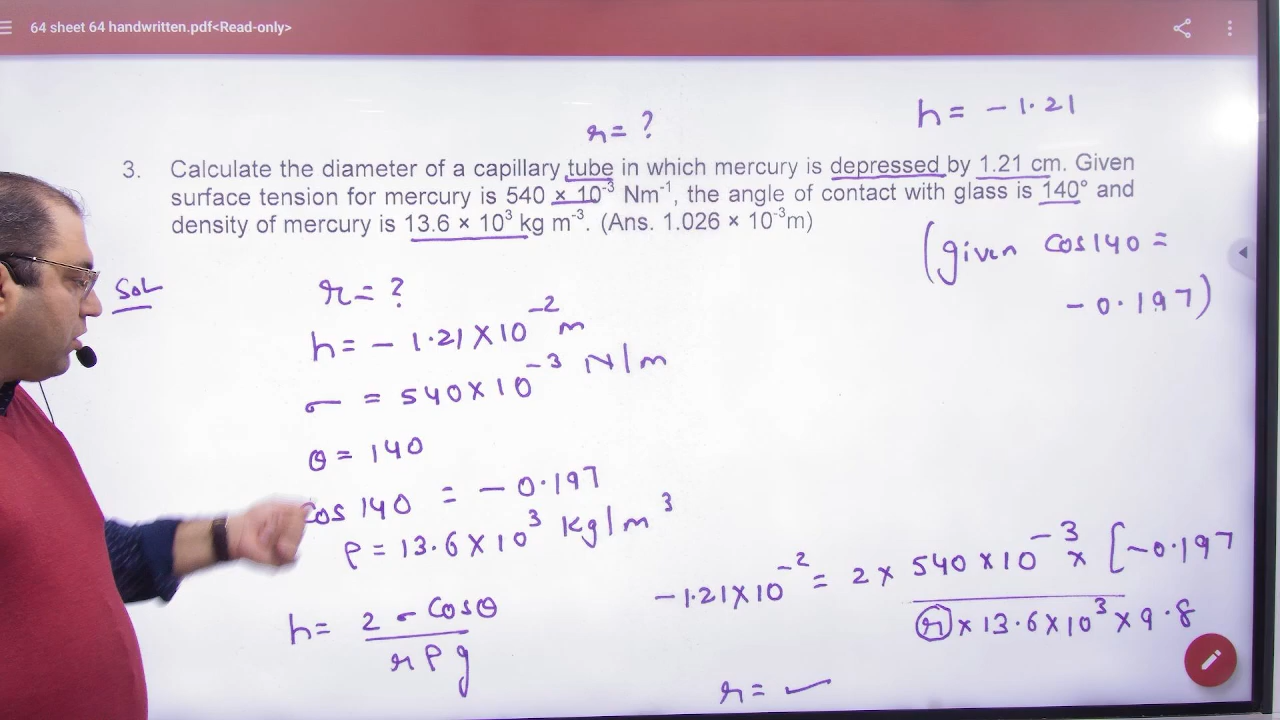 64 sheet 64 handwritten.pdf<Read-only>
r = ?
h = - 1.21
3. Calculate the diameter of a capillary tube in which mercury is depressed by 1.21 cm. Given
surface tension for mercury is 540 × 10⁻³ Nm⁻¹, the angle of contact with glass is 140° and
density of mercury is 13.6 × 10³ kg m⁻³. (Ans. 1.026 × 10⁻³m)
(given cos140 =
- 0.197)
Sol
r = ?
h = - 1.21 X 10⁻² m
σ = 540 X 10⁻³ N/m
θ = 140
cos 140 = - 0.197
ρ = 13.6 X 10³ kg/m³
h = 2 σ cosθ
r ρ g
-1.21X10⁻² = 2 x 540 x 10⁻³ x [-0.197
r x 13.6 x 10³ x 9.8
r = ✓